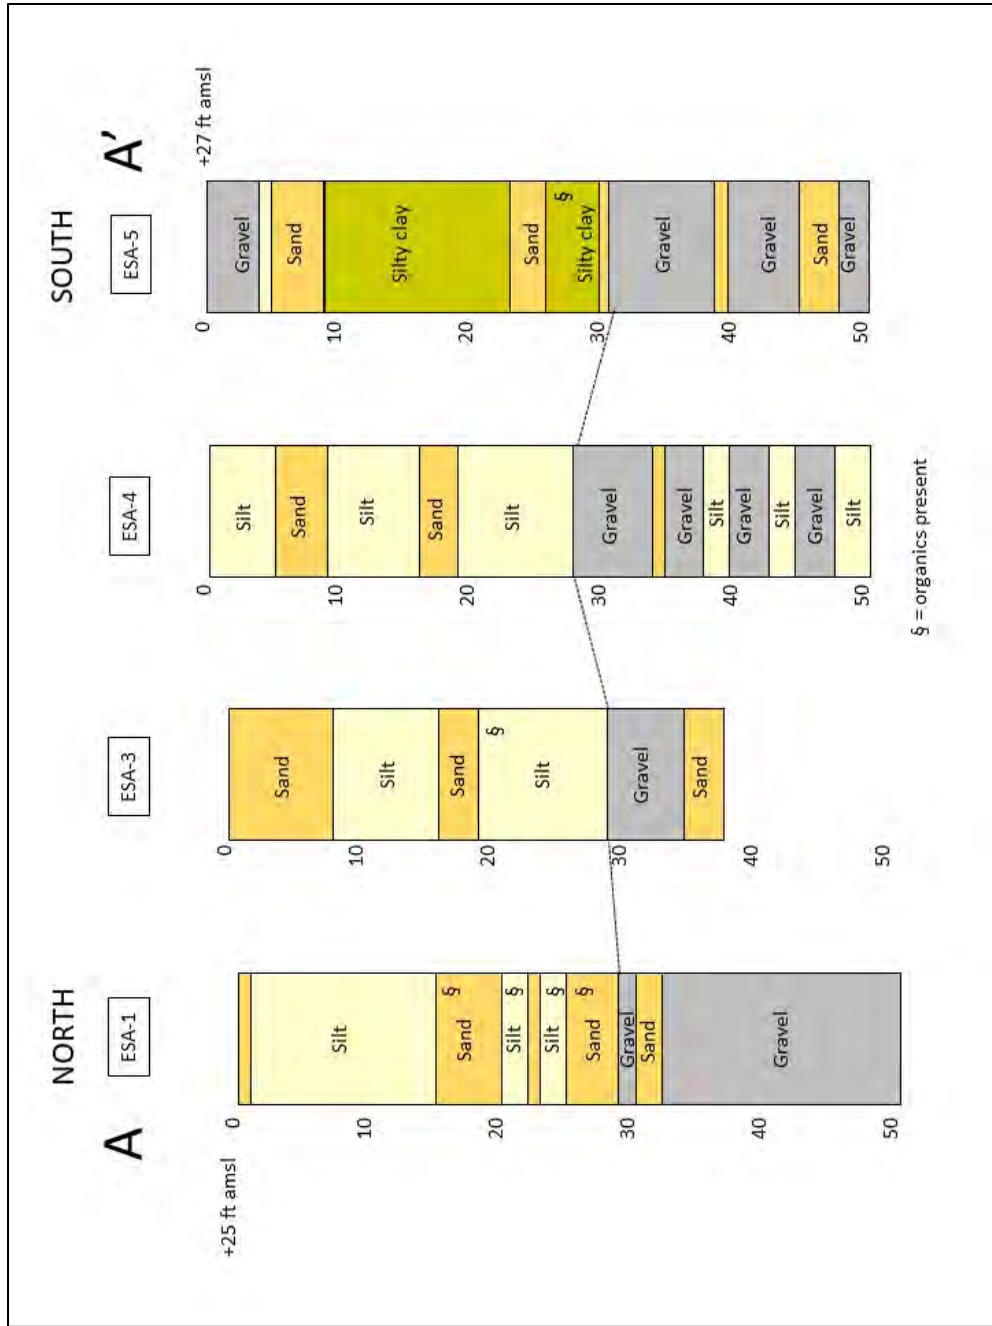 NORTH
SOUTH
A
A’
ESA-1
ESA-3
ESA-4
ESA-5
+25 ft amsl
+27 ft amsl
0
10
20
30
40
50
Silt
Sand
§
Silt
§
Silt
§
Sand
§
Gravel
Sand
Gravel
0
10
20
30
40
50
Sand
Silt
Sand
§
Silt
Gravel
Sand
0
10
20
30
40
50
Silt
Sand
Silt
Sand
Silt
Gravel
Gravel
Silt
Gravel
Silt
Gravel
Silt
0
10
20
30
40
50
Gravel
Sand
Silty clay
Sand
Silty clay
§
Gravel
Gravel
Sand
Gravel
§ = organics present